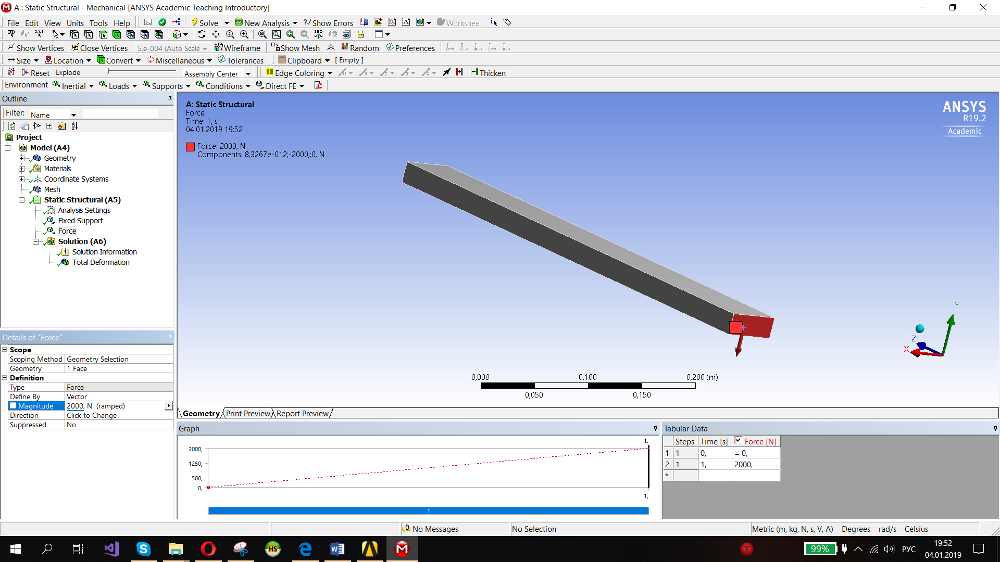 A : Static Structural - Mechanical [ANSYS Academic Teaching Introductory]
File Edit View Units Tools Help Solve New Analysis ?/Show Errors Worksheet
Show Vertices Close Vertices 5,e-004 (Auto Scale Wireframe Show Mesh Random Preferences
Size Location Convert Miscellaneous Tolerances Clipboard [ Empty ]
Reset Explode Assembly Center Edge Coloring Thicken
Environment Inertial Loads Supports Conditions Direct FE
Outline
Filter: Name
Project
Model (A4)
Geometry
Materials
Coordinate Systems
Mesh
Static Structural (A5)
Analysis Settings
Fixed Support
Force
Solution (A6)
Solution Information
Total Deformation
Details of "Force"
Scope
Scoping Method Geometry Selection
Geometry 1 Face
Definition
Type Force
Define By Vector
Magnitude 2000, N (ramped)
Direction Click to Change
Suppressed No
A: Static Structural
Force
Time: 1, s
04.01.2019 19:52
Force: 2000, N
Components: 8,3267e-012;-2000,;0, N
ANSYS
R19.2
Academic
Y
Z
X
0,000 0,100 0,200 (m)
0,050 0,150
Geometry Print Preview Report Preview
Graph
1,
2000,
1250,
500,
0,
1,
1
Tabular Data
Steps Time [s] Force [N]
1 1 0, = 0,
2 1 1, 2000,
*
0 No Messages No Selection Metric (m, kg, N, s, V, A) Degrees rad/s Celsius
99% РУС 19:52
04.01.2019